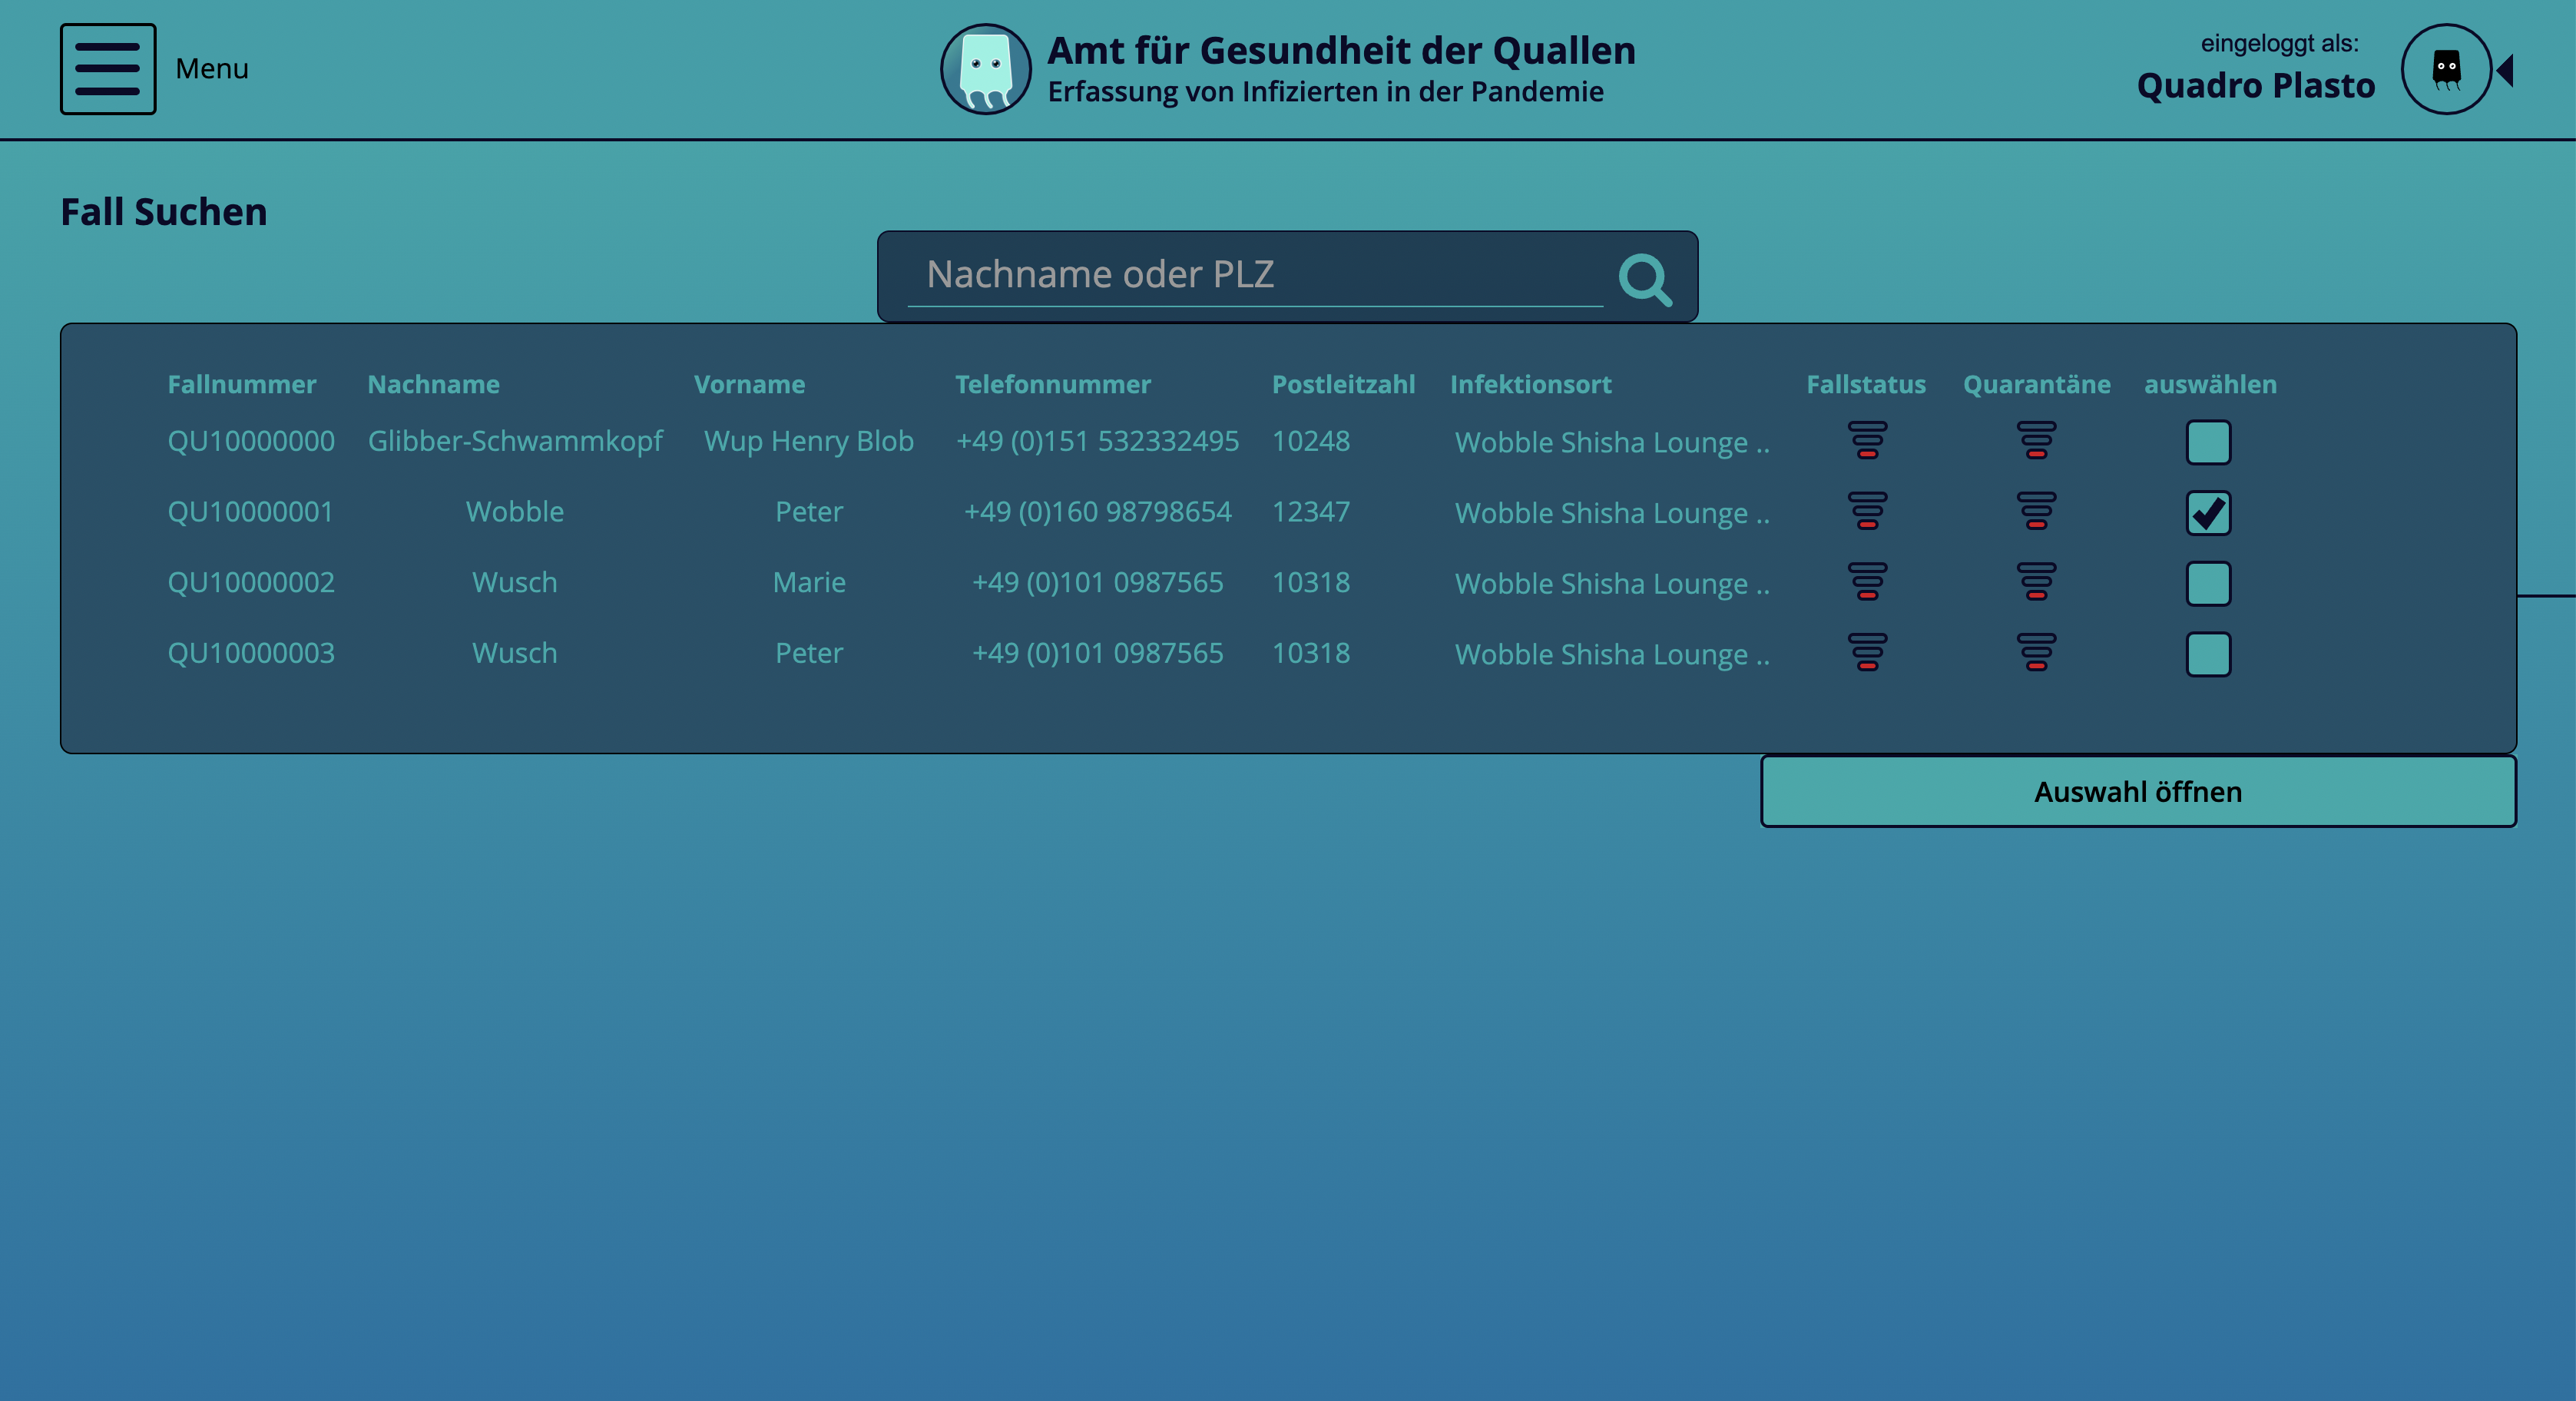 Menu
Amt für Gesundheit der Quallen
Erfassung von Infizierten in der Pandemie
eingeloggt als:
Quadro Plasto
Fall Suchen
Nachname oder PLZ
Fallnummer Nachname Vorname Telefonnummer Postleitzahl Infektionsort Fallstatus Quarantäne auswählen
QU10000000 Glibber-Schwammkopf Wup Henry Blob +49 (0)151 532332495 10248 Wobble Shisha Lounge ..
QU10000001 Wobble Peter +49 (0)160 98798654 12347 Wobble Shisha Lounge ..
QU10000002 Wusch Marie +49 (0)101 0987565 10318 Wobble Shisha Lounge ..
QU10000003 Wusch Peter +49 (0)101 0987565 10318 Wobble Shisha Lounge ..
Auswahl öffnen